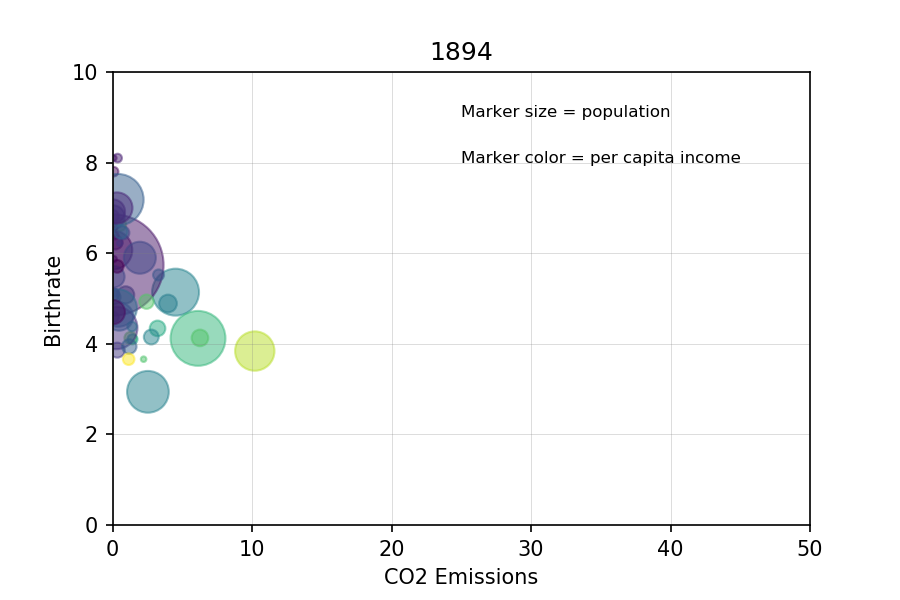 1894
Marker size = population
Marker color = per capita income
10
8
6
4
2
0
Birthrate
0 10 20 30 40 50
CO2 Emissions